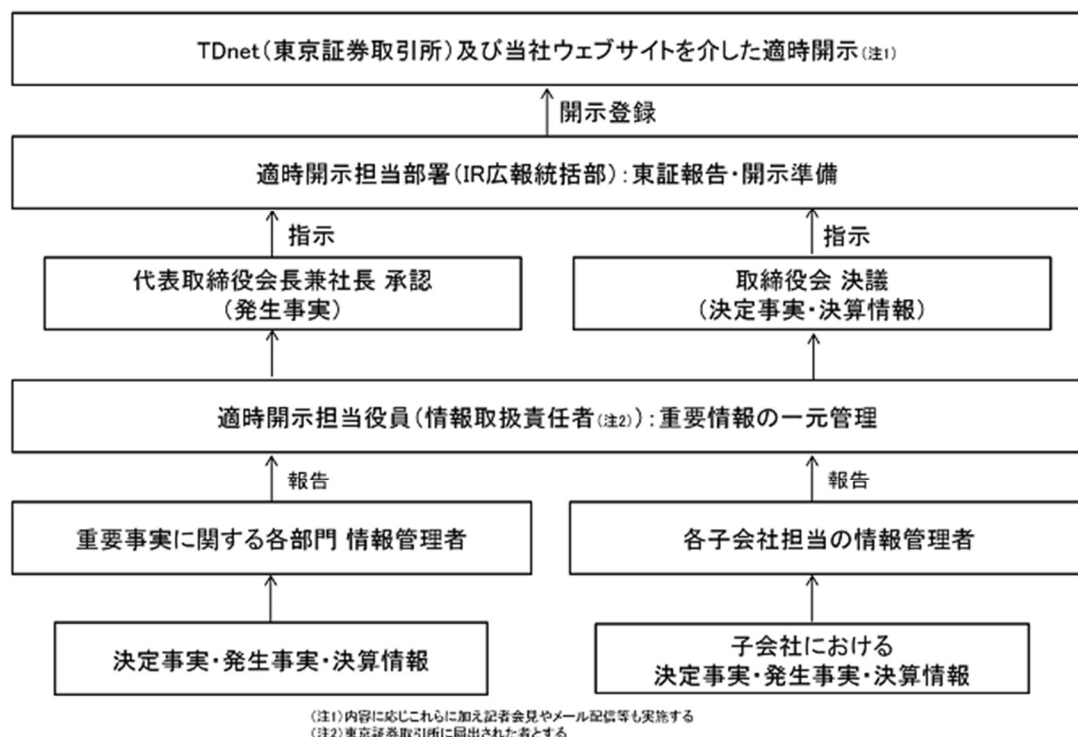 TDnet(東京証券取引所)及び当社ウェブサイトを介した適時開示(注1)
開示登録
適時開示担当部署(IR広報統括部):東証報告・開示準備
指示
指示
代表取締役会長兼社長 承認
(発生事実)
取締役会 決議
(決定事実・決算情報)
適時開示担当役員(情報取扱責任者(注2)):重要情報の一元管理
報告
報告
重要事実に関する各部門 情報管理者
各子会社担当の情報管理者
決定事実・発生事実・決算情報
子会社における
決定事実・発生事実・決算情報
(注1)内容に応じこれらに加え記者会見やメール配信等も実施する
(注2)東京証券取引所に届出された者とする